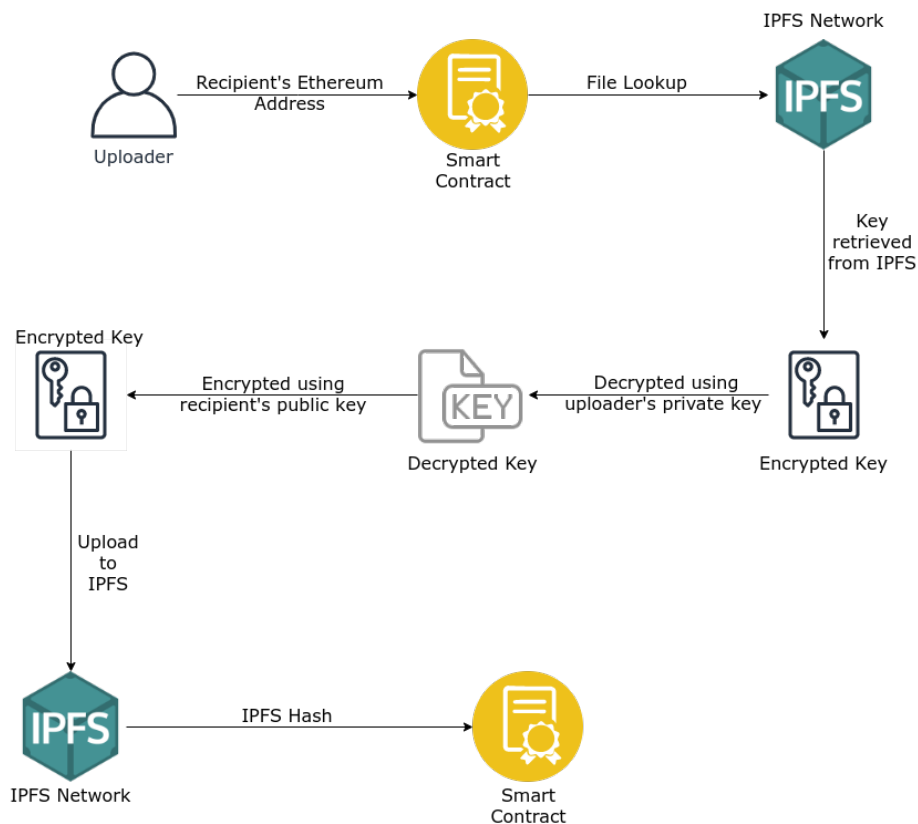 IPFS Network
Recipient's Ethereum
Address
File Lookup
IPFS
Uploader
Smart
Contract
Key
retrieved
from IPFS
Encrypted Key
Encrypted using
recipient's public key
KEY
Decrypted using
uploader's private key
Decrypted Key
Encrypted Key
Upload
to
IPFS
IPFS
IPFS Hash
IPFS Network
Smart
Contract